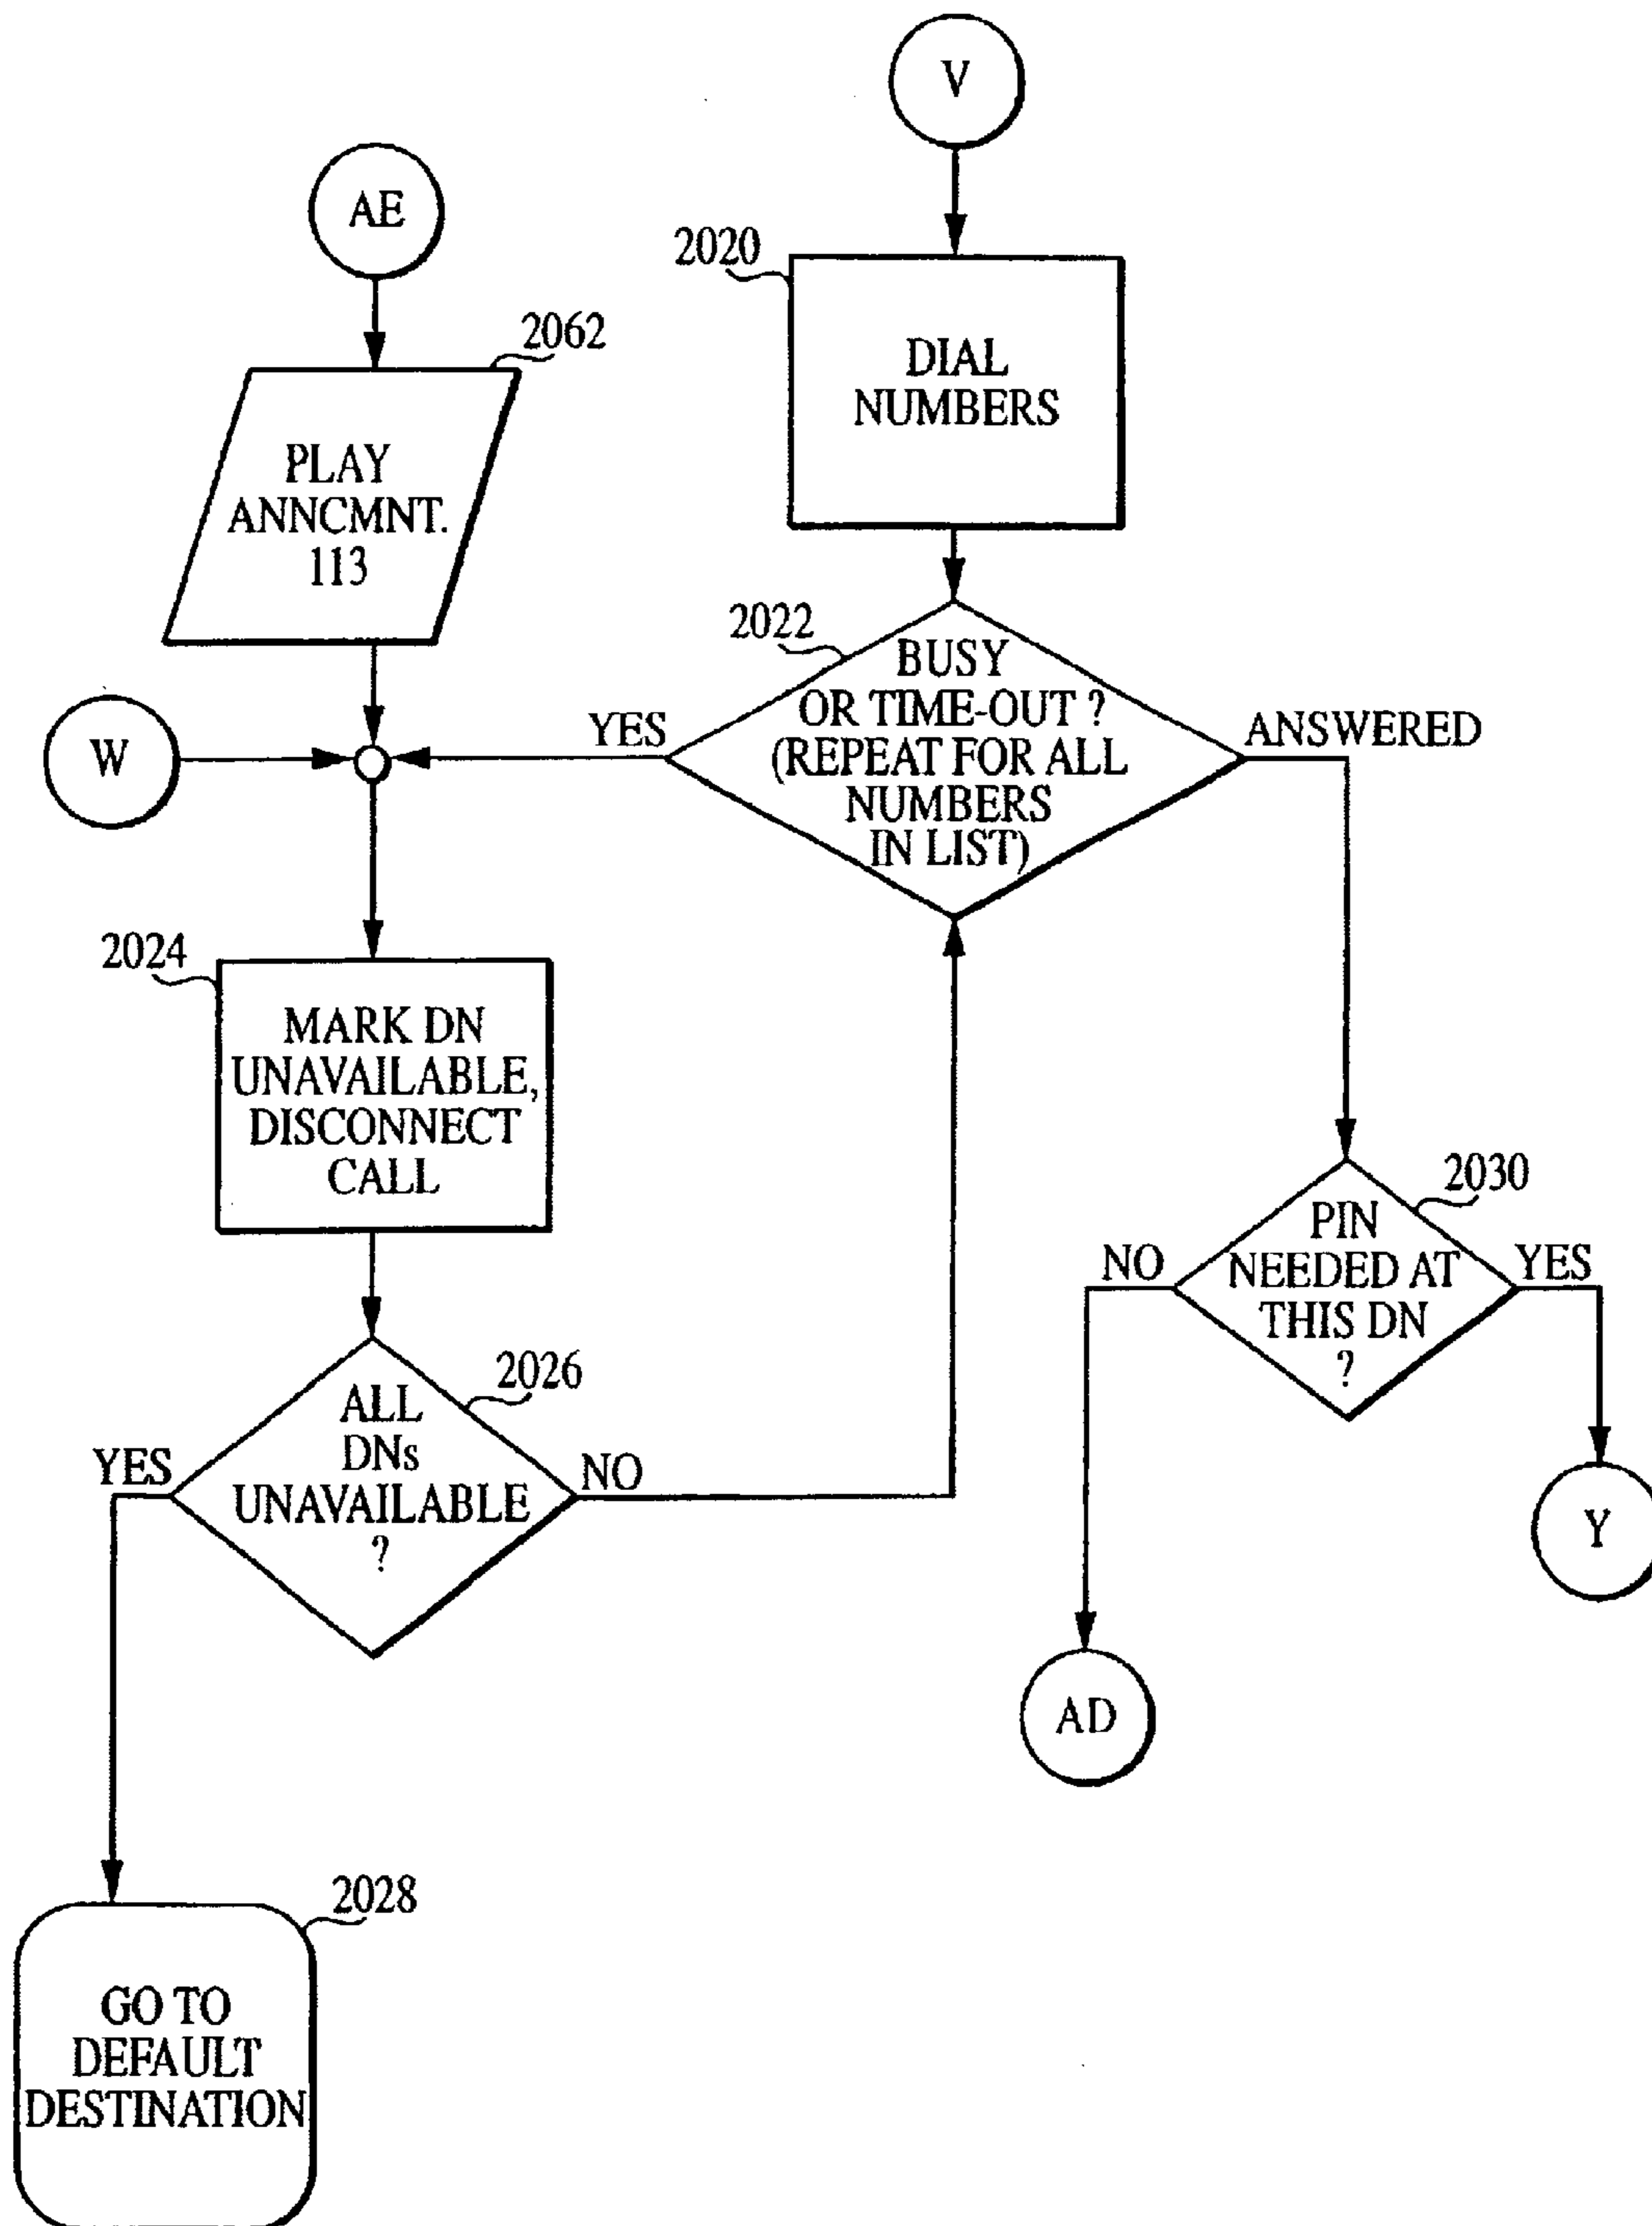 V
AE
2020
DIAL
NUMBERS
2062
PLAY
ANNCMNT.
113
2022
BUSY
OR TIME-OUT ?
(REPEAT FOR ALL
NUMBERS
IN LIST)
YES
ANSWERED
W
2024
MARK DN
UNAVAILABLE,
DISCONNECT
CALL
2030
PIN
NEEDED AT
THIS DN
?
NO
YES
2026
ALL
DNs
UNAVAILABLE
?
YES
NO
Y
AD
2028
GO TO
DEFAULT
DESTINATION